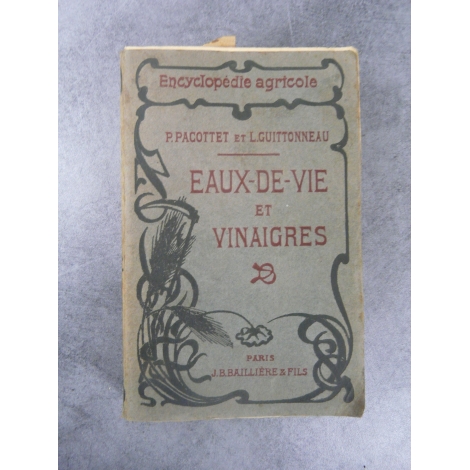 Encyclopédie agricole
P. PACOTTET ET L. GUITTONNEAU
EAUX-DE-VIE
ET
VINAIGRES
PARIS
J. B. BAILLIÈRE & FILS